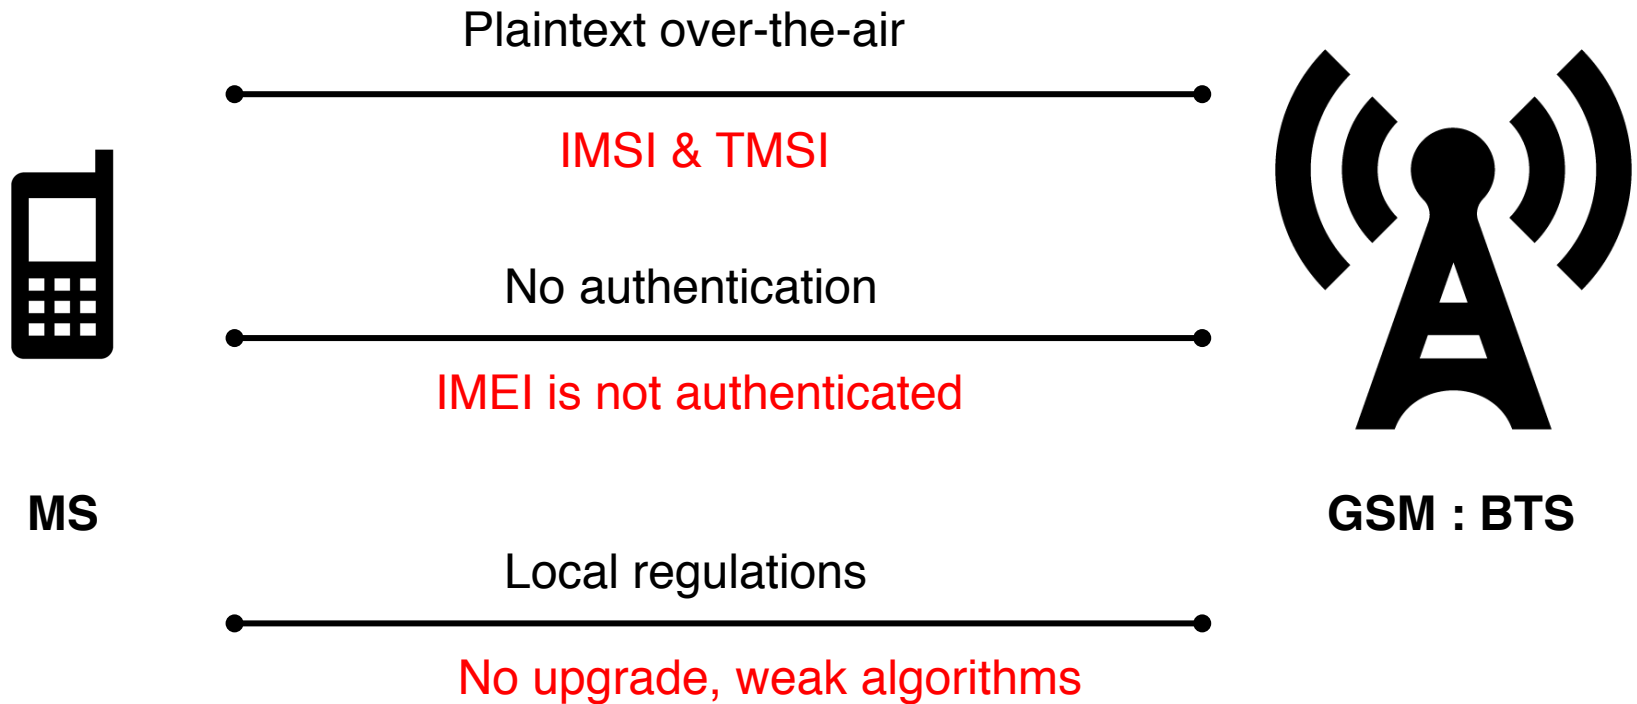 Plaintext over-the-air
IMSI & TMSI
No authentication
IMEI is not authenticated
MS
GSM : BTS
Local regulations
No upgrade, weak algorithms